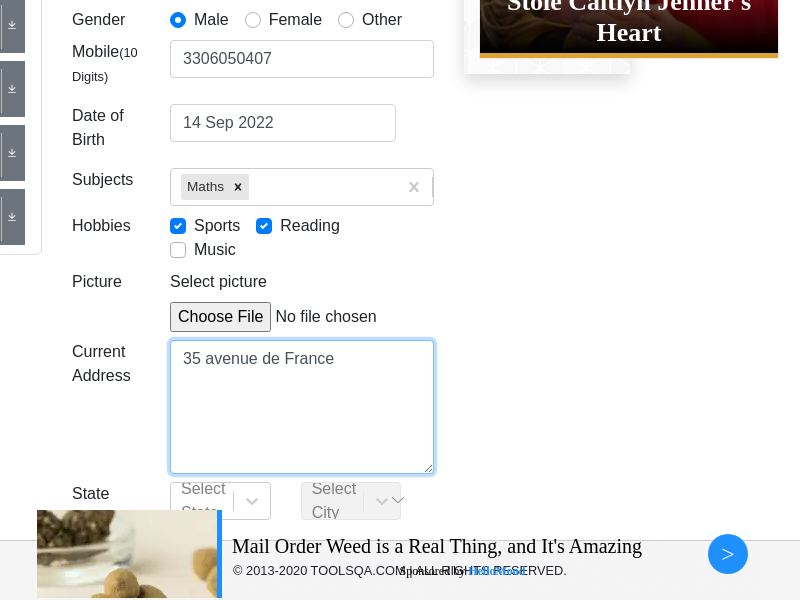 Gender
Male Female Other
Stole Caitlyn Jenner's
Heart
Mobile(10
Digits)
3306050407
Date of
Birth
14 Sep 2022
Subjects
Maths
Hobbies
Sports Reading
Music
Picture
Select picture
Choose File No file chosen
Current
Address
35 avenue de France
State
Select
State
Select
City
Mail Order Weed is a Real Thing, and It's Amazing
© 2013-2020 TOOLSQA.COM | ALL RIGHTS RESERVED.
Sponsored by
>